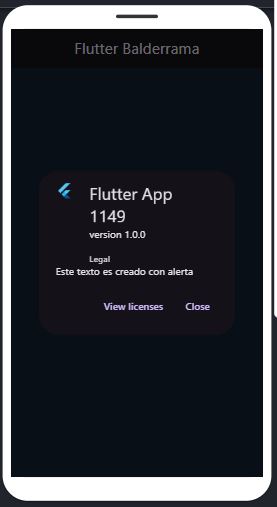 Flutter Balderrama
Flutter App
1149
version 1.0.0
Legal
Este texto es creado con alerta
View licenses
Close